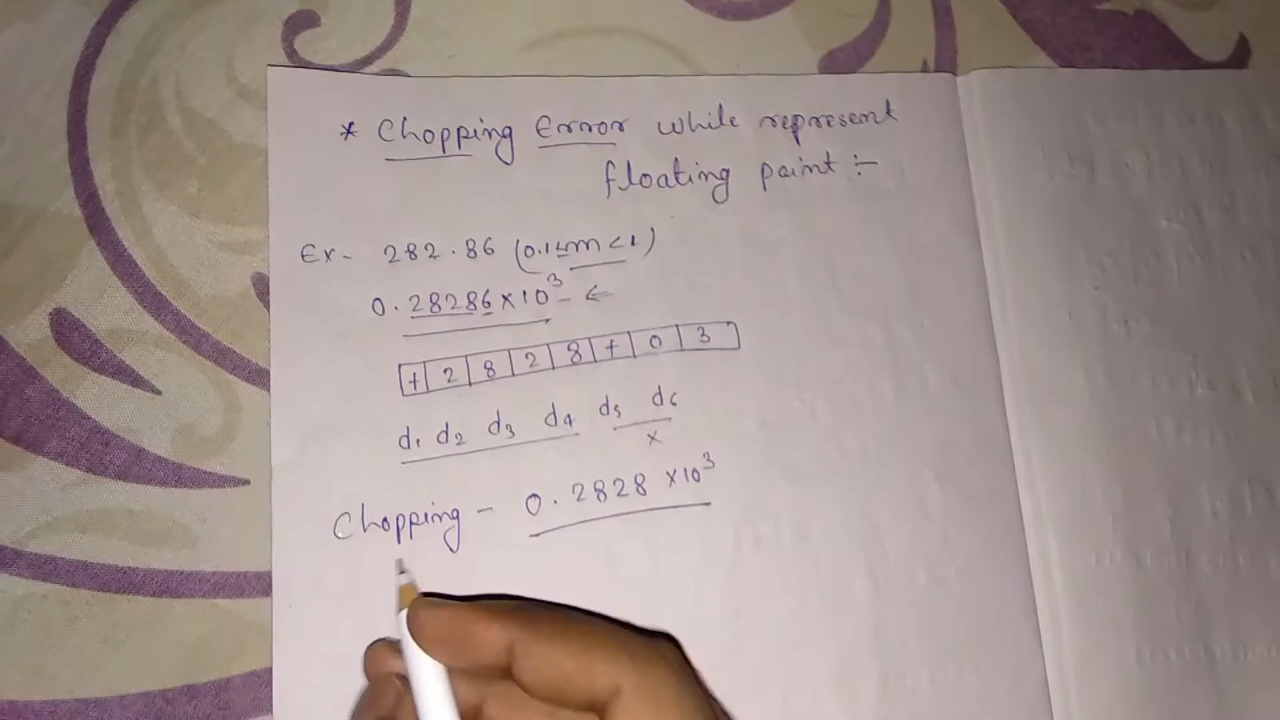 * Chopping Error while represent
floating paint :-
Ex- 282.86 (0.1≤m<1)
0.28286×10³ - ←
+ 2 8 2 8 + 0 3
d₁ d₂ d₃ d₄ d₅ d₆
×
Chopping - 0.2828 ×10³